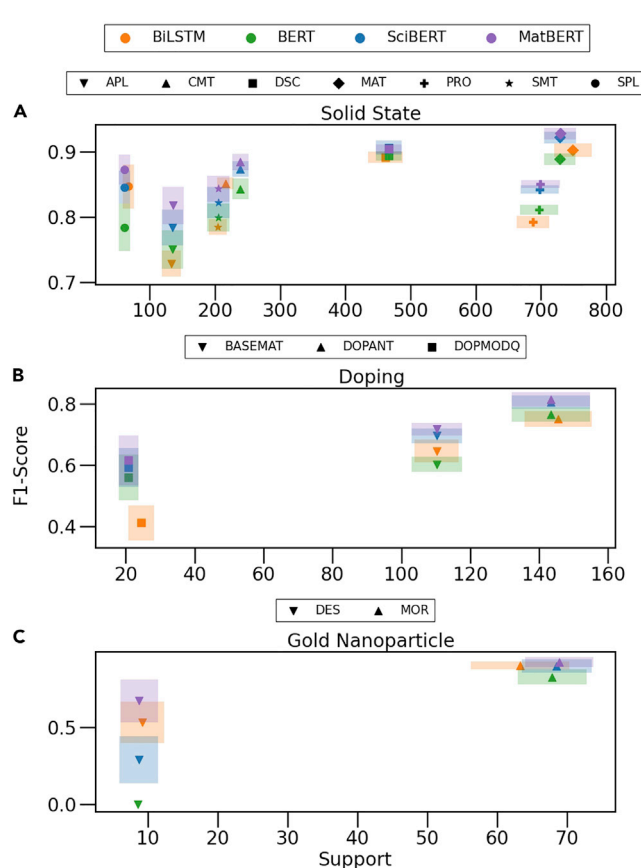 BiLSTM BERT SciBERT MatBERT
APL CMT DSC MAT PRO SMT SPL
A
Solid State
0.9
0.8
0.7
100 200 300 400 500 600 700 800
BASEMAT DOPANT DOPMODQ
B
Doping
0.8
0.6
0.4
F1-Score
20 40 60 80 100 120 140 160
DES MOR
C
Gold Nanoparticle
0.5
0.0
10 20 30 40 50 60 70
Support